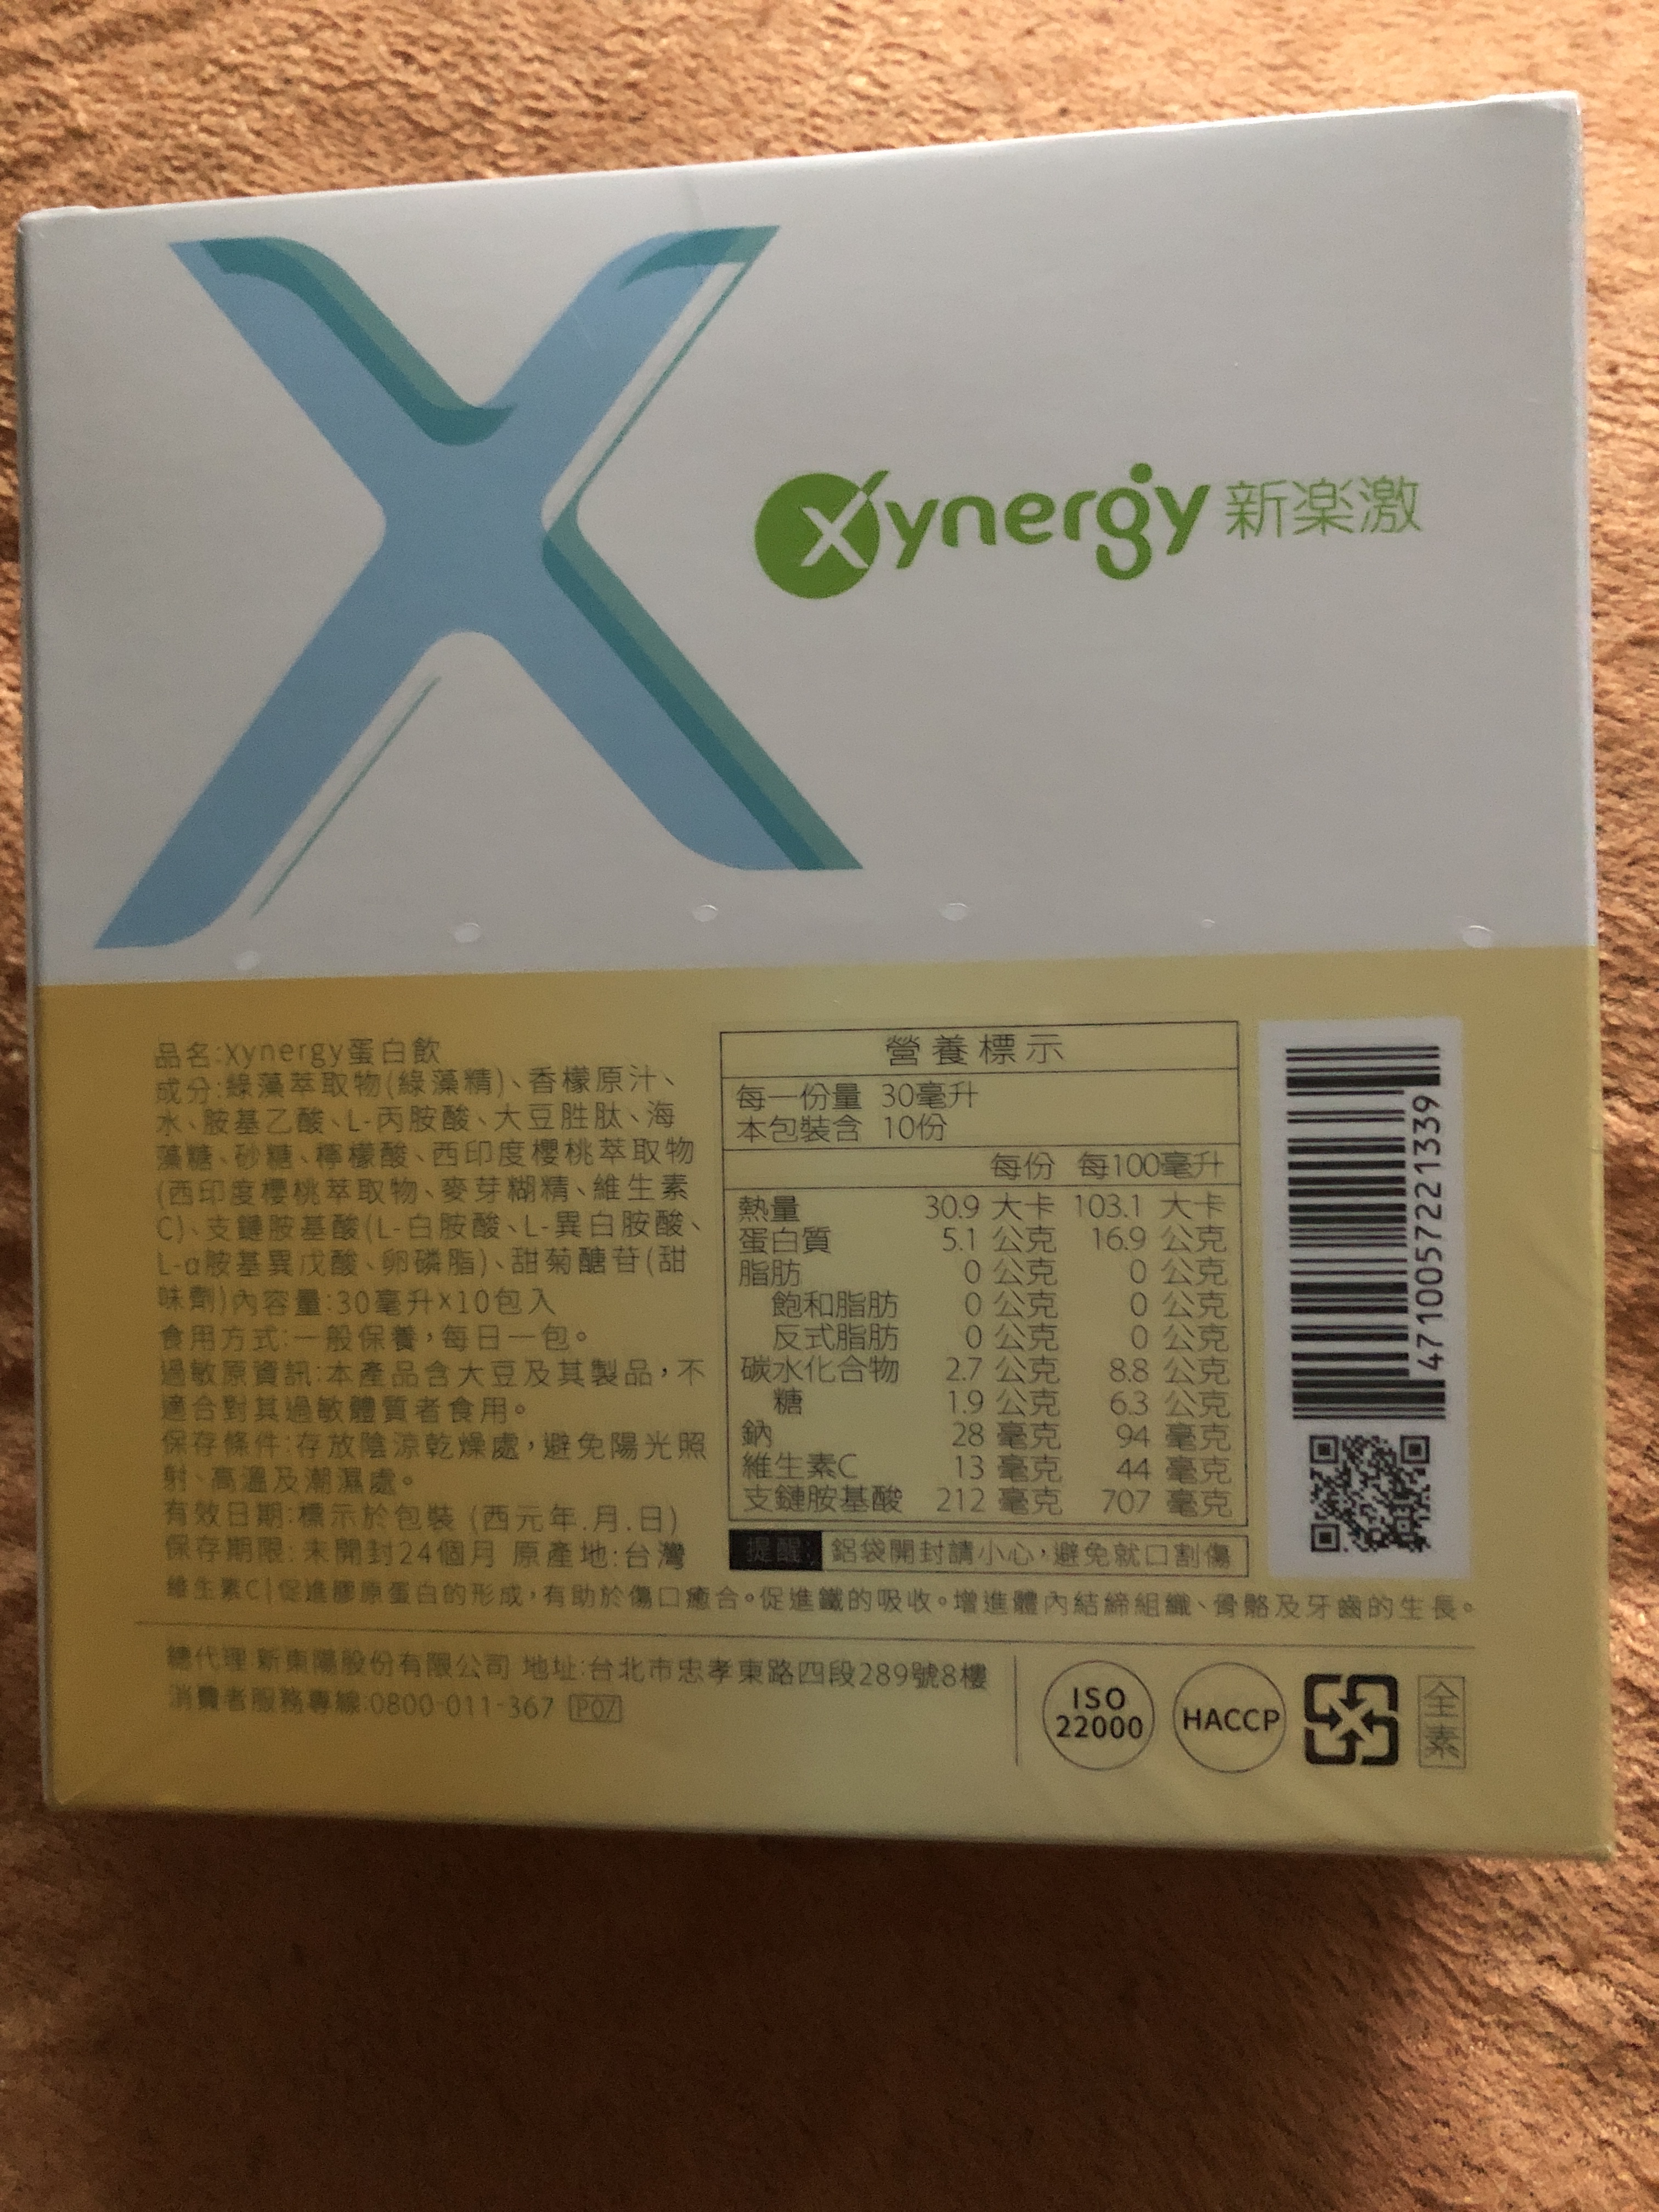 xynergy 新楽激
品名:Xynergy蛋白飲
成分:綠藻萃取物(綠藻精)、香檬原汁、
水、胺基乙酸、L-丙胺酸、大豆胜肽、海
藻糖、砂糖、檸檬酸、西印度櫻桃萃取物
(西印度櫻桃萃取物、麥芽糊精、維生素
C)、支鏈胺基酸(L-白胺酸、L-異白胺酸、
L-α胺基異戊酸、卵磷脂)、甜菊醣苷(甜
味劑)內容量:30毫升×10包入
食用方式:一般保養,每日一包。
過敏原資訊:本產品含大豆及其製品,不
適合對其過敏體質者食用。
保存條件:存放陰涼乾燥處,避免陽光照
射、高溫及潮濕處。
有效日期:標示於包裝 (西元年.月.日)
保存期限:未開封24個月 原產地:台灣
營養標示
每一份量 30毫升
本包裝含 10份
每份 每100毫升
熱量 30.9 大卡 103.1 大卡
蛋白質 5.1 公克 16.9 公克
脂肪 0 公克 0 公克
飽和脂肪 0 公克 0 公克
反式脂肪 0 公克 0 公克
碳水化合物 2.7 公克 8.8 公克
糖 1.9 公克 6.3 公克
鈉 28 毫克 94 毫克
維生素C 13 毫克 44 毫克
支鏈胺基酸 212 毫克 707 毫克
提醒: 鋁袋開封請小心,避免就口割傷
4710057221339
維生素C|促進膠原蛋白的形成,有助於傷口癒合。促進鐵的吸收。增進體內結締組織、骨骼及牙齒的生長。
總代理 新東陽股份有限公司 地址:台北市忠孝東路四段289號8樓
消費者服務專線:0800-011-367 P07
ISO
22000
HACCP
全
素